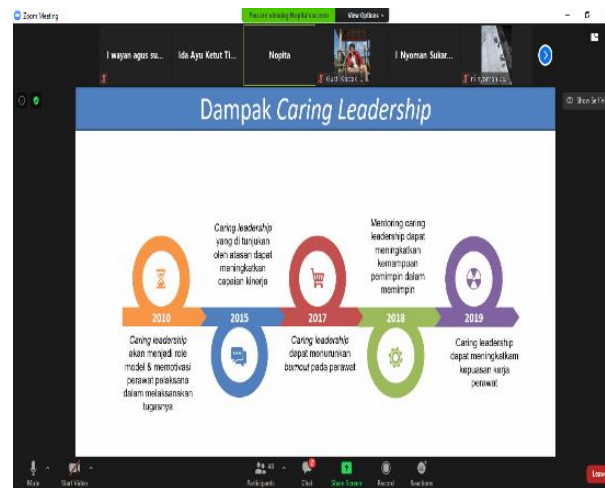 Zoom Meeting
You are viewing Nopita's screen
View Options
I wayan agus su...
Ida Ayu Ketut Ti...
Nopita
I Nyoman Sukar...
Dampak Caring Leadership
Caring leadership
yang di tunjukan
oleh atasan dapat
meningkatkan
capaian kinerja
Mentoring caring
leadership dapat
meningkatkan
kemampuan
pemimpin dalam
memimpin
2010
2015
2017
2018
2019
Caring leadership
akan menjadi role
model & memotivasi
perawat pelaksana
dalam melaksanakan
tugasnya
Caring leadership
dapat menurunkan
burnout pada perawat
Caring leadership
dapat meningkatkam
kepuasan kerja
perawat
Mute
Start Video
48
Participants
Chat
Share Screen
Record
Reactions
Leave